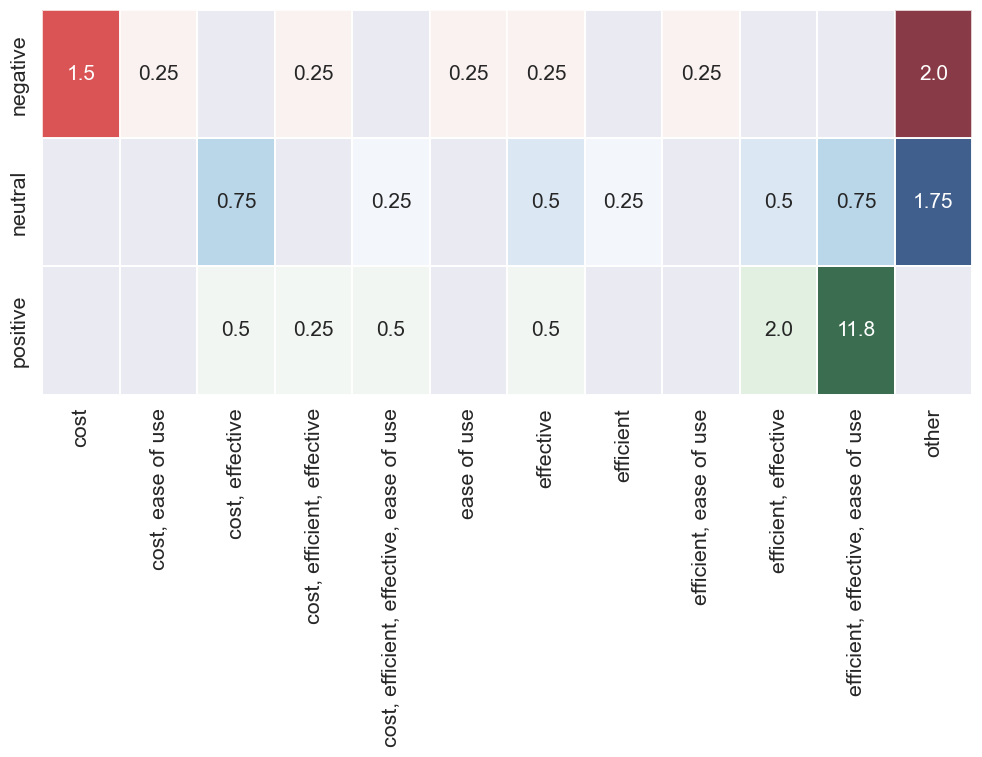 negative
1.5 0.25 0.25 0.25 0.25 0.25 2.0
neutral
0.75 0.25 0.5 0.25 0.5 0.75 1.75
positive
0.5 0.25 0.5 0.5 2.0 11.8
cost
cost, ease of use
cost, effective
cost, efficient, effective
cost, efficient, effective, ease of use
ease of use
effective
efficient
efficient, ease of use
efficient, effective
efficient, effective, ease of use
other